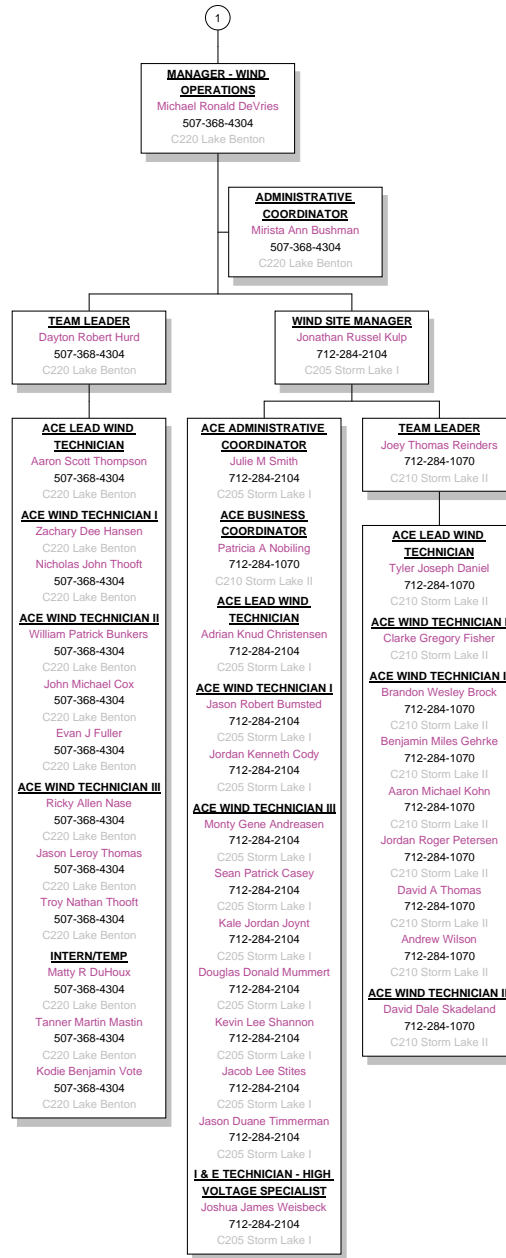 1
MANAGER - WIND
OPERATIONS
Michael Ronald DeVries
507-368-4304
C220 Lake Benton
ADMINISTRATIVE
COORDINATOR
Mirista Ann Bushman
507-368-4304
C220 Lake Benton
TEAM LEADER
Dayton Robert Hurd
507-368-4304
C220 Lake Benton
WIND SITE MANAGER
Jonathan Russel Kulp
712-284-2104
C205 Storm Lake I
ACE LEAD WIND
TECHNICIAN
Aaron Scott Thompson
507-368-4304
C220 Lake Benton
ACE WIND TECHNICIAN I
Zachary Dee Hansen
C220 Lake Benton
Nicholas John Thooft
507-368-4304
C220 Lake Benton
ACE WIND TECHNICIAN II
William Patrick Bunkers
507-368-4304
C220 Lake Benton
John Michael Cox
507-368-4304
C220 Lake Benton
Evan J Fuller
507-368-4304
C220 Lake Benton
ACE WIND TECHNICIAN III
Ricky Allen Nase
507-368-4304
C220 Lake Benton
Jason Leroy Thomas
507-368-4304
C220 Lake Benton
Troy Nathan Thooft
507-368-4304
C220 Lake Benton
INTERN/TEMP
Matty R DuHoux
507-368-4304
C220 Lake Benton
Tanner Martin Mastin
507-368-4304
C220 Lake Benton
Kodie Benjamin Vote
507-368-4304
C220 Lake Benton
ACE ADMINISTRATIVE
COORDINATOR
Julie M Smith
712-284-2104
C205 Storm Lake I
ACE BUSINESS
COORDINATOR
Patricia A Nobiling
712-284-1070
C210 Storm Lake II
ACE LEAD WIND
TECHNICIAN
Adrian Knud Christensen
712-284-2104
C205 Storm Lake I
ACE WIND TECHNICIAN I
Jason Robert Bumsted
712-284-2104
C205 Storm Lake I
Jordan Kenneth Cody
712-284-2104
C205 Storm Lake I
ACE WIND TECHNICIAN III
Monty Gene Andreasen
712-284-2104
C205 Storm Lake I
Sean Patrick Casey
712-284-2104
C205 Storm Lake I
Kale Jordan Joynt
712-284-2104
C205 Storm Lake I
Douglas Donald Mummert
712-284-2104
C205 Storm Lake I
Kevin Lee Shannon
712-284-2104
C205 Storm Lake I
Jacob Lee Stites
712-284-2104
C205 Storm Lake I
Jason Duane Timmerman
712-284-2104
C205 Storm Lake I
I & E TECHNICIAN - HIGH
VOLTAGE SPECIALIST
Joshua James Weisbeck
712-284-2104
C205 Storm Lake I
TEAM LEADER
Joey Thomas Reinders
712-284-1070
C210 Storm Lake II
ACE LEAD WIND
TECHNICIAN
Tyler Joseph Daniel
712-284-1070
C210 Storm Lake II
ACE WIND TECHNICIAN
Clarke Gregory Fisher
C210 Storm Lake II
ACE WIND TECHNICIAN I
Brandon Wesley Brock
712-284-1070
C210 Storm Lake II
Benjamin Miles Gehrke
712-284-1070
C210 Storm Lake II
Aaron Michael Kohn
712-284-1070
C210 Storm Lake II
Jordan Roger Petersen
712-284-1070
C210 Storm Lake II
David A Thomas
712-284-1070
C210 Storm Lake II
Andrew Wilson
712-284-1070
C210 Storm Lake II
ACE WIND TECHNICIAN II
David Dale Skadeland
712-284-1070
C210 Storm Lake II